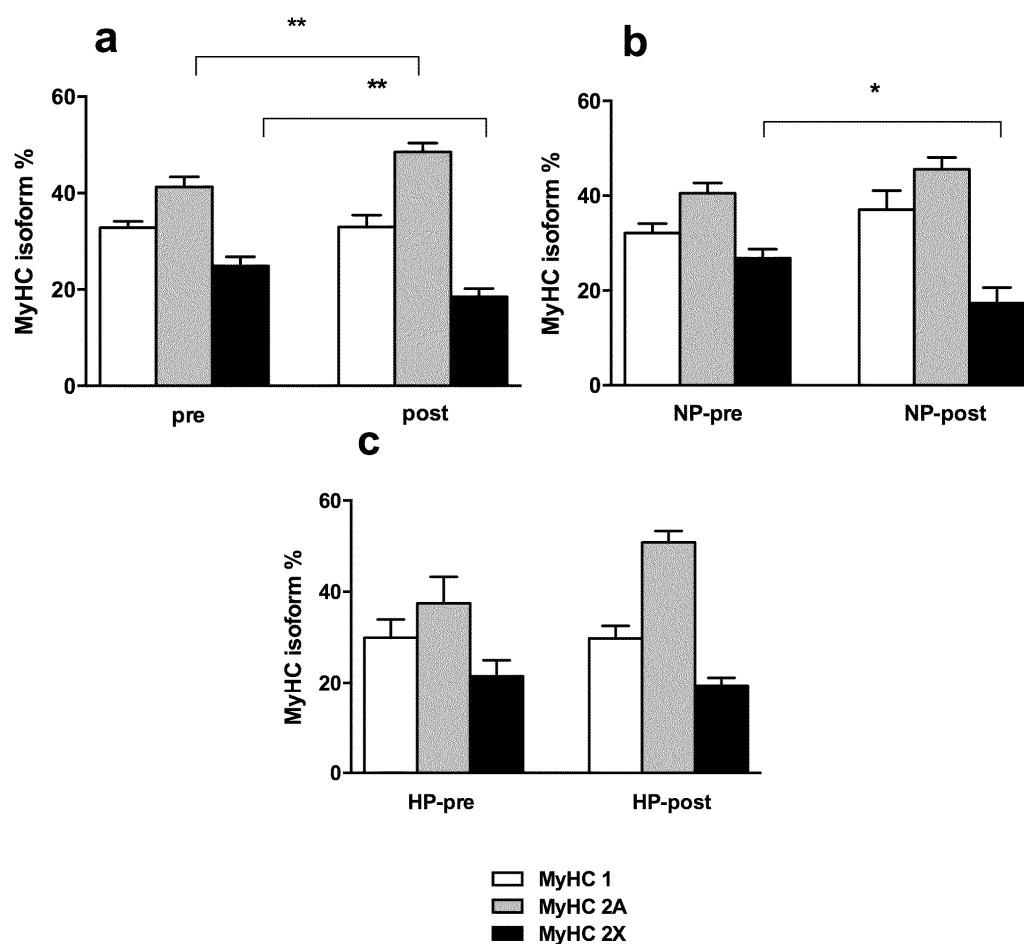 a
**
**
MyHC isoform %
60
40
20
0
pre
post
b
*
MyHC isoform %
60
40
20
0
NP-pre
NP-post
c
MyHC isoform %
60
40
20
0
HP-pre
HP-post
MyHC 1
MyHC 2A
MyHC 2X